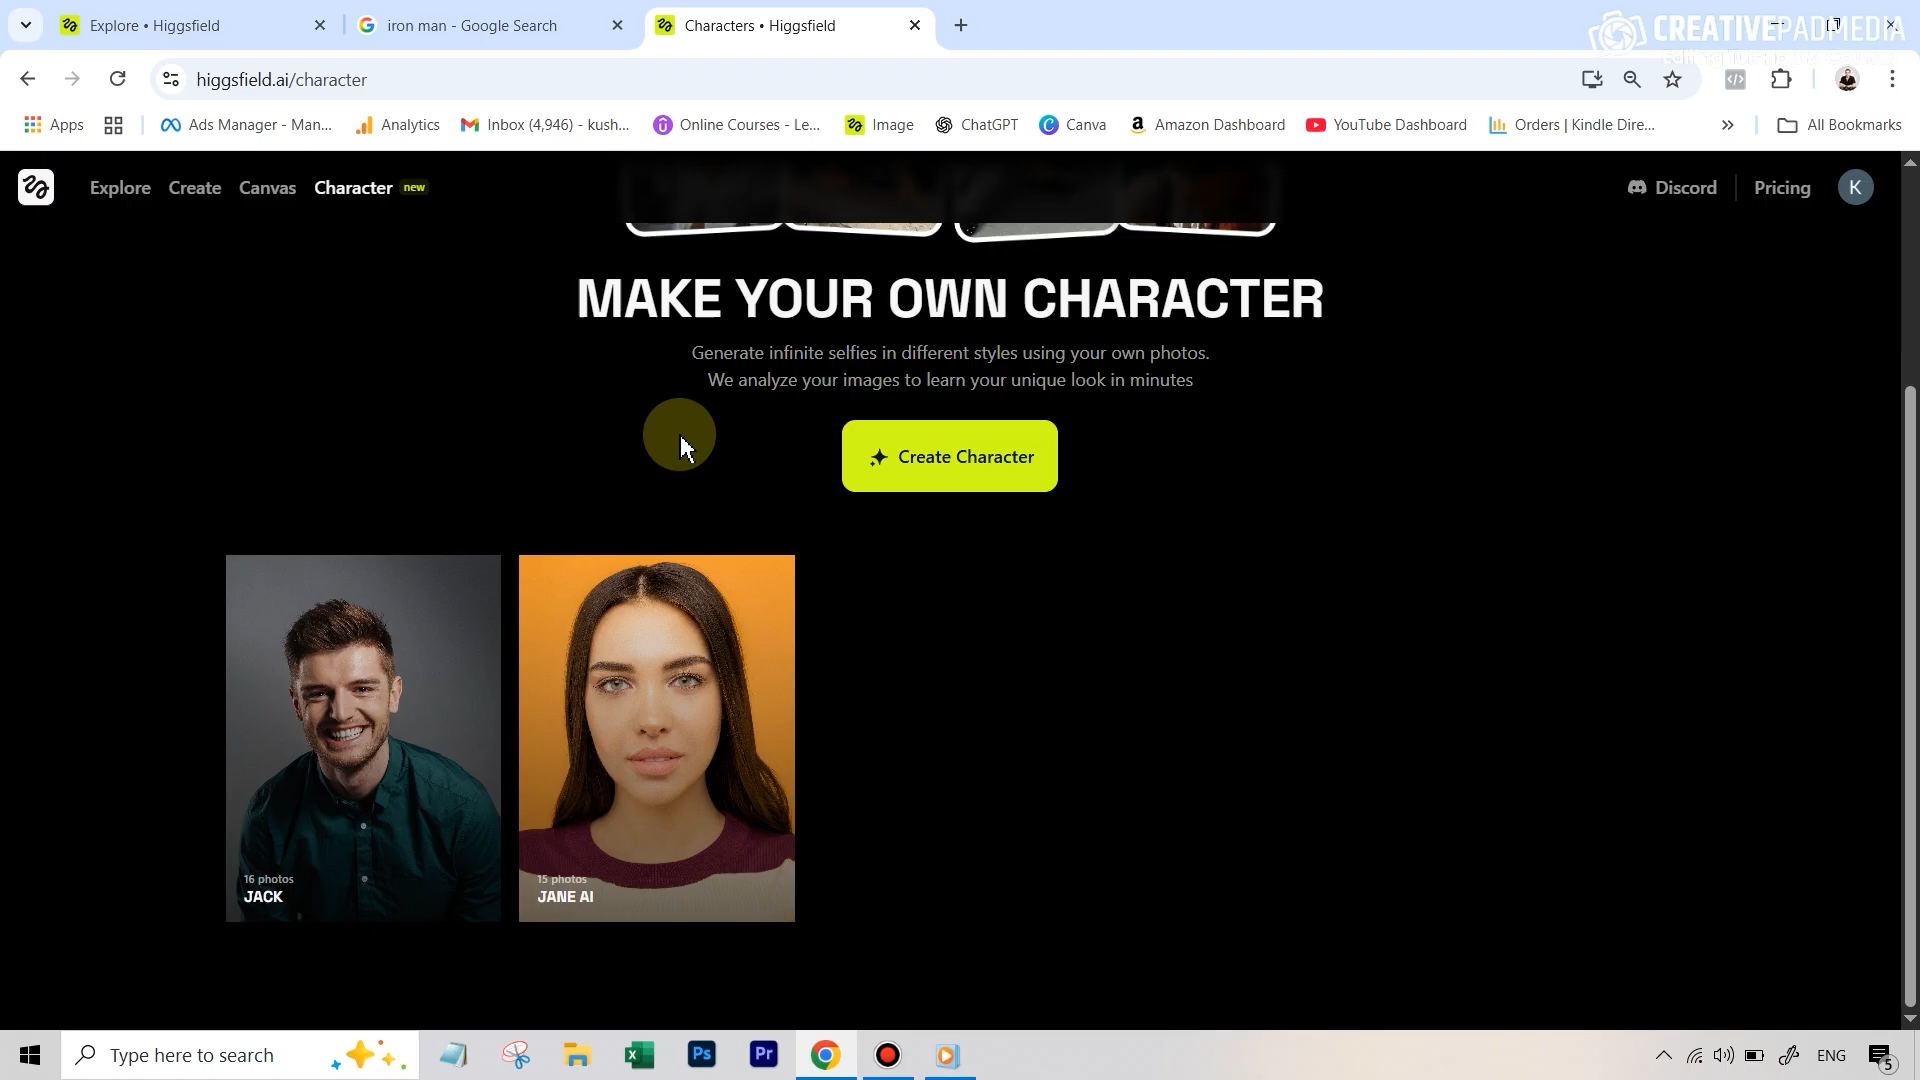 Explore • Higgsfield
iron man - Google Search
Characters • Higgsfield
CREATIVEPADMEDIA
higgsfield.ai/character
Apps
Ads Manager - Man...
Analytics
Inbox (4,946) - kush...
Online Courses - Le...
Image
ChatGPT
Canva
Amazon Dashboard
YouTube Dashboard
Orders | Kindle Dire...
All Bookmarks
Explore
Create
Canvas
Character
new
Discord
Pricing
K
MAKE YOUR OWN CHARACTER
Generate infinite selfies in different styles using your own photos.
We analyze your images to learn your unique look in minutes
Create Character
16 photos
JACK
15 photos
JANE AI
Type here to search
Ps
Pr
ENG
5